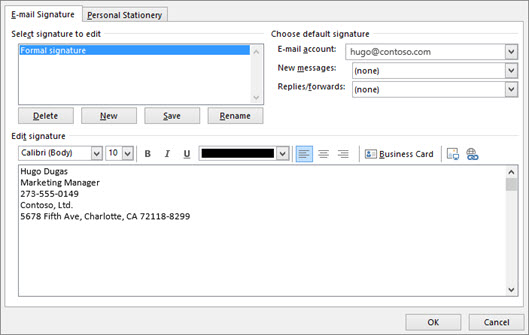 E-mail Signature Personal Stationery
Select signature to edit Choose default signature
Formal signature
E-mail account: hugo@contoso.com
New messages: (none)
Replies/forwards: (none)
Delete New Save Rename
Edit signature
Calibri (Body) 10 B I U Business Card
Hugo Dugas
Marketing Manager
273-555-0149
Contoso, Ltd.
5678 Fifth Ave, Charlotte, CA 72118-8299
OK Cancel